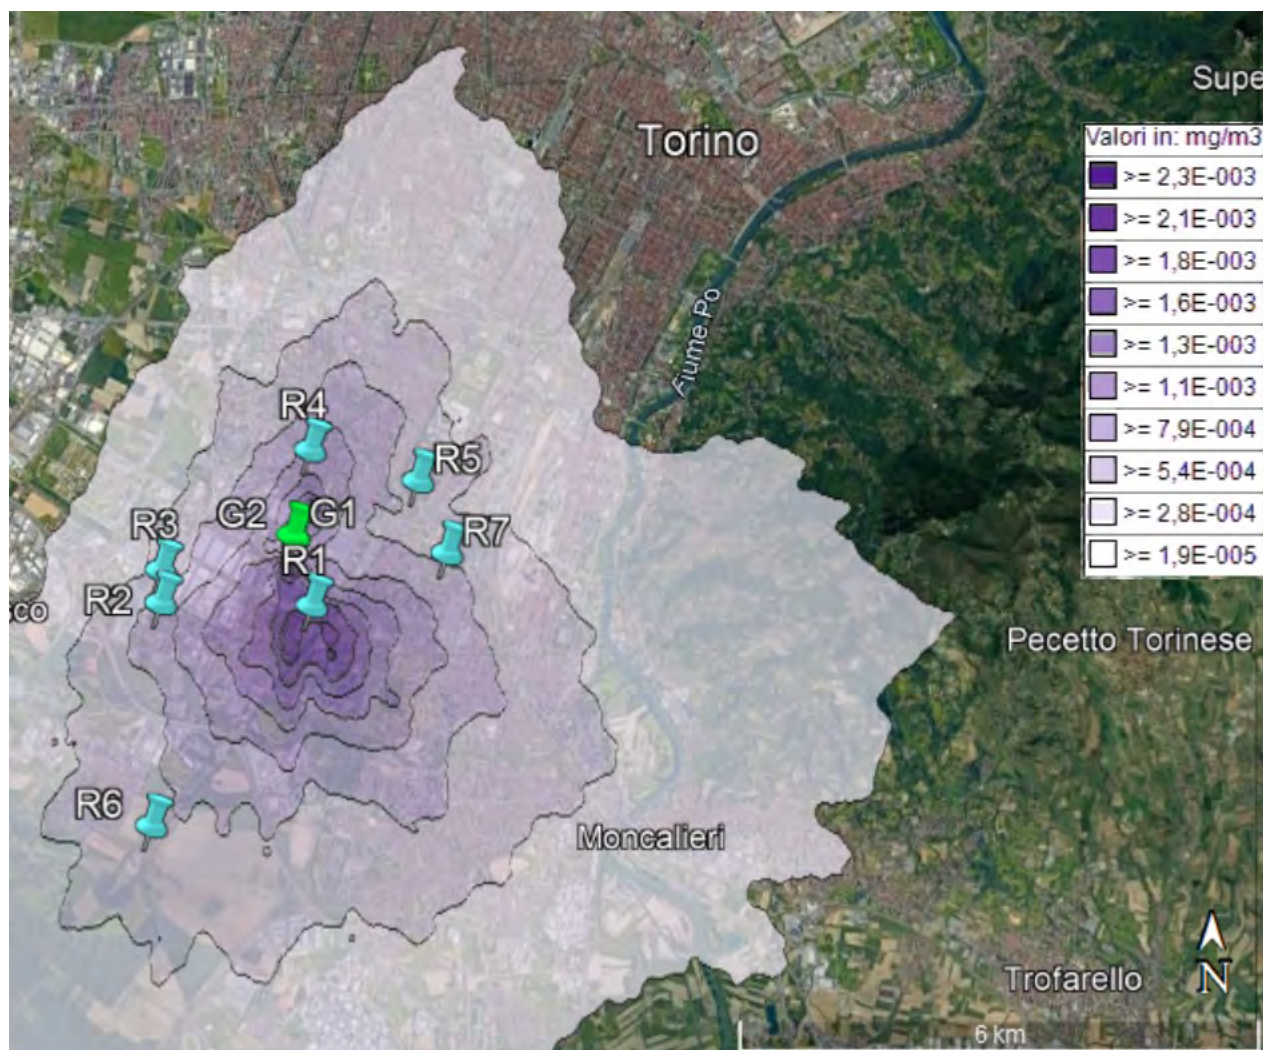 Supe
Torino
Valori in: mg/m3
>= 2,3E-003
>= 2,1E-003
>= 1,8E-003
>= 1,6E-003
>= 1,3E-003
>= 1,1E-003
>= 7,9E-004
>= 5,4E-004
>= 2,8E-004
>= 1,9E-005
Fiume Po
R4
R5
G2
G1
R3
R7
R1
R2
co
Pecetto Torinese
R6
Moncalieri
Trofarello
N
6 km